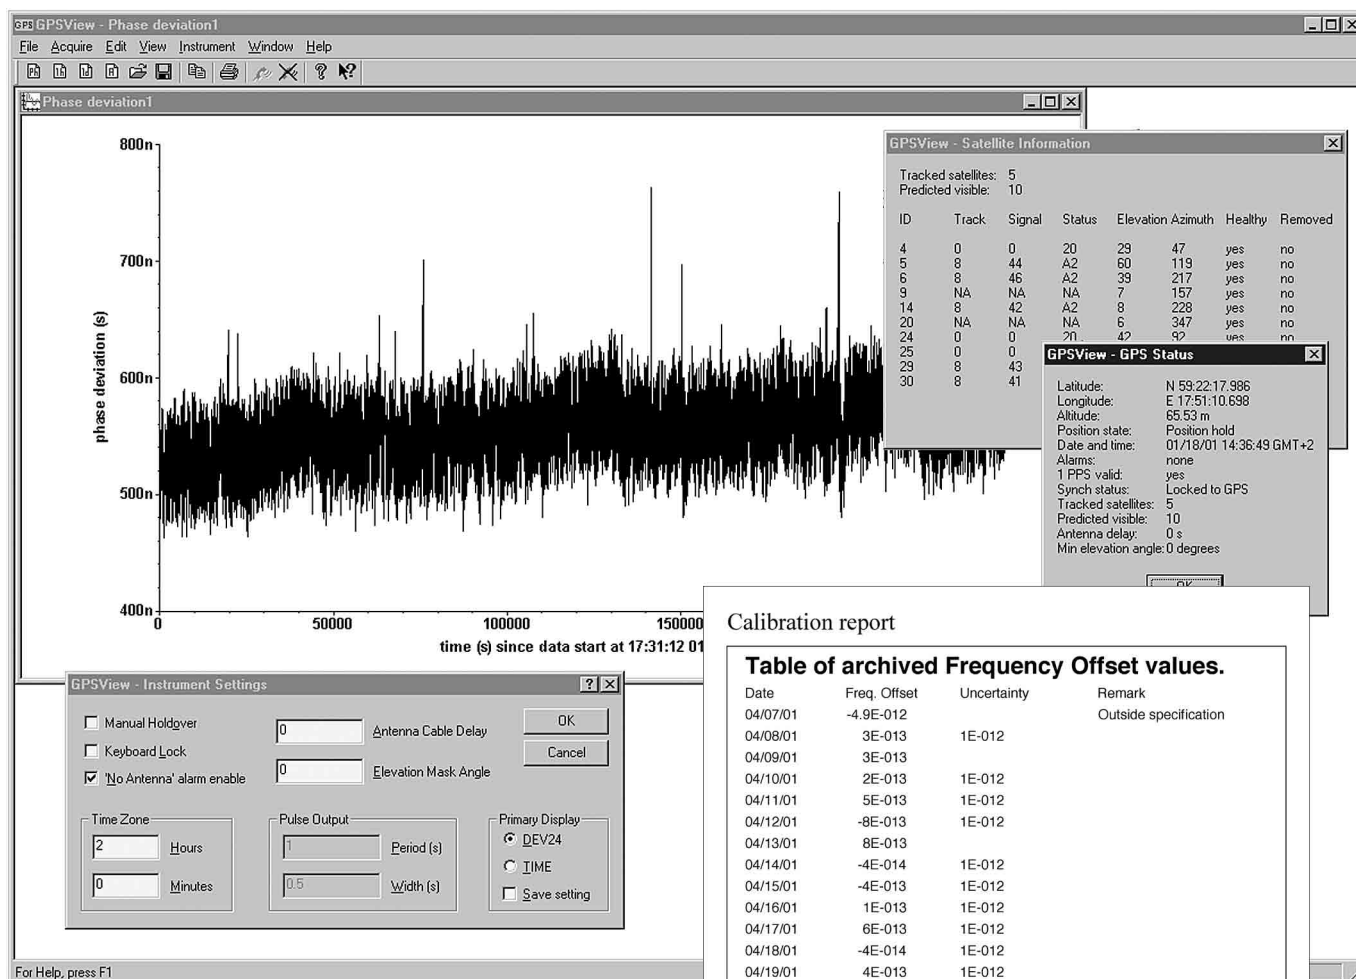 GPS GPSView - Phase deviation1
File Acquire Edit View Instrument Window Help
Phase deviation1
800n
700n
600n
500n
400n
phase deviation (s)
0 50000 100000 150000
time (s) since data start at 17:31:12 01
GPSView - Satellite Information
Tracked satellites: 5
Predicted visible: 10
ID Track Signal Status Elevation Azimuth Healthy Removed
4 0 0 20 29 47 yes no
5 8 44 A2 60 119 yes no
6 8 46 A2 39 217 yes no
9 NA NA NA 7 157 yes no
14 8 42 A2 8 228 yes no
20 NA NA NA 6 347 yes no
24 0 0 20 42 92 yes no
25 0 0
29 8 43
30 8 41
GPSView - GPS Status
Latitude: N 59:22:17.986
Longitude: E 17:51:10.698
Altitude: 65.53 m
Position state: Position hold
Date and time: 01/18/01 14:36:49 GMT+2
Alarms: none
1 PPS valid: yes
Synch status: Locked to GPS
Tracked satellites: 5
Predicted visible: 10
Antenna delay: 0 s
Min elevation angle: 0 degrees
OK
GPSView - Instrument Settings
Manual Holdover
Keyboard Lock
'No Antenna' alarm enable
0 Antenna Cable Delay
0 Elevation Mask Angle
OK
Cancel
Time Zone
2 Hours
0 Minutes
Pulse Output
1 Period (s)
0.5 Width (s)
Primary Display
DEV24
TIME
Save setting
Calibration report
Table of archived Frequency Offset values.
Date Freq. Offset Uncertainty Remark
04/07/01 -4.9E-012 Outside specification
04/08/01 3E-013 1E-012
04/09/01 3E-013
04/10/01 2E-013 1E-012
04/11/01 5E-013 1E-012
04/12/01 -8E-013 1E-012
04/13/01 8E-013
04/14/01 -4E-014 1E-012
04/15/01 -4E-013 1E-012
04/16/01 1E-013 1E-012
04/17/01 6E-013 1E-012
04/18/01 -4E-014 1E-012
04/19/01 4E-013 1E-012
For Help, press F1